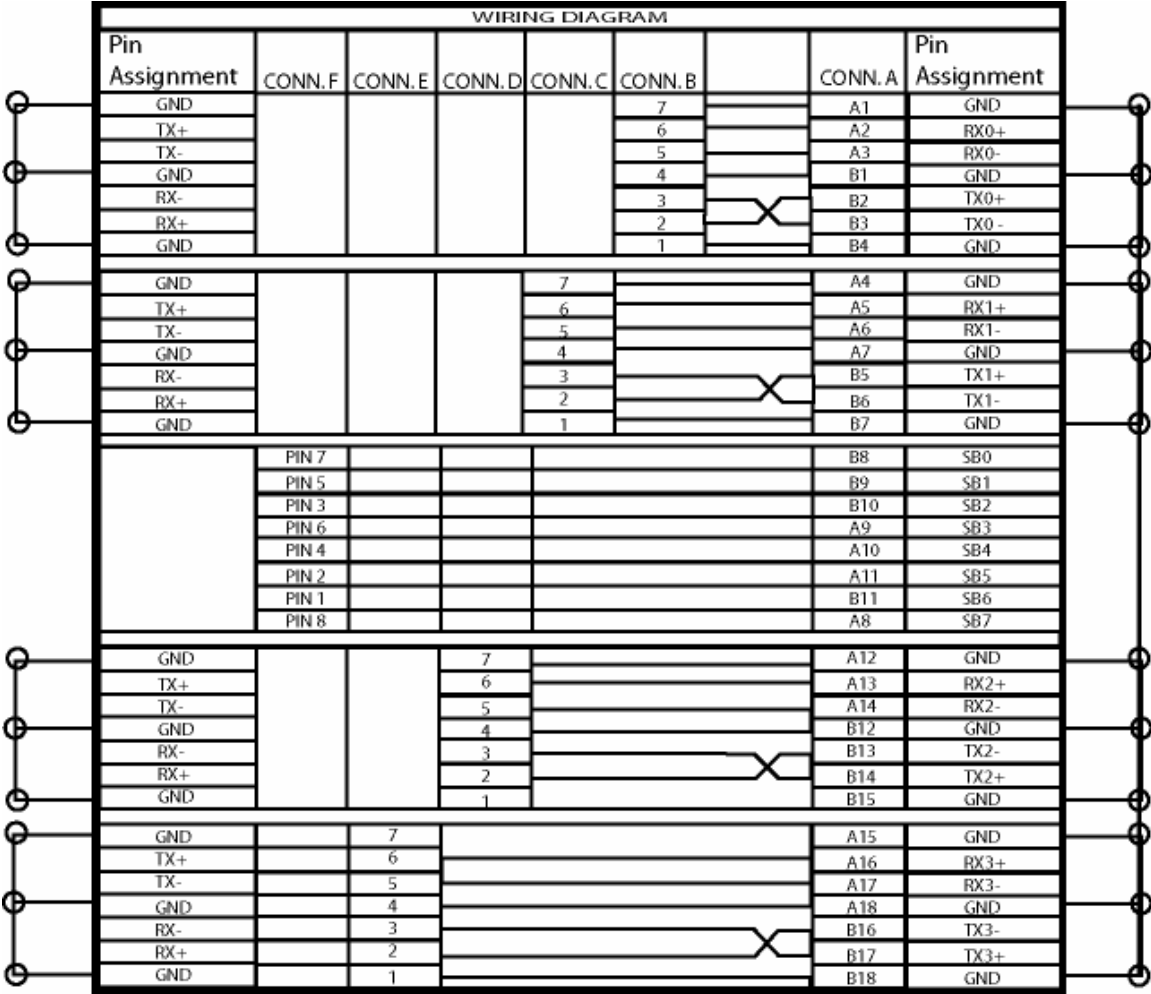 WIRING DIAGRAM
Pin Assignment CONN. F CONN. E CONN. D CONN. C CONN. B CONN. A Pin Assignment
GND 7 A1 GND
TX+ 6 A2 RX0+
TX- 5 A3 RX0-
GND 4 B1 GND
RX- 3 B2 TX0+
RX+ 2 B3 TX0 -
GND 1 B4 GND
GND 7 A4 GND
TX+ 6 A5 RX1+
TX- 5 A6 RX1-
GND 4 A7 GND
RX- 3 B5 TX1+
RX+ 2 B6 TX1-
GND 1 B7 GND
PIN 7 B8 SB0
PIN 5 B9 SB1
PIN 3 B10 SB2
PIN 6 A9 SB3
PIN 4 A10 SB4
PIN 2 A11 SB5
PIN 1 B11 SB6
PIN 8 A8 SB7
GND 7 A12 GND
TX+ 6 A13 RX2+
TX- 5 A14 RX2-
GND 4 B12 GND
RX- 3 B13 TX2-
RX+ 2 B14 TX2+
GND 1 B15 GND
GND 7 A15 GND
TX+ 6 A16 RX3+
TX- 5 A17 RX3-
GND 4 A18 GND
RX- 3 B16 TX3-
RX+ 2 B17 TX3+
GND 1 B18 GND